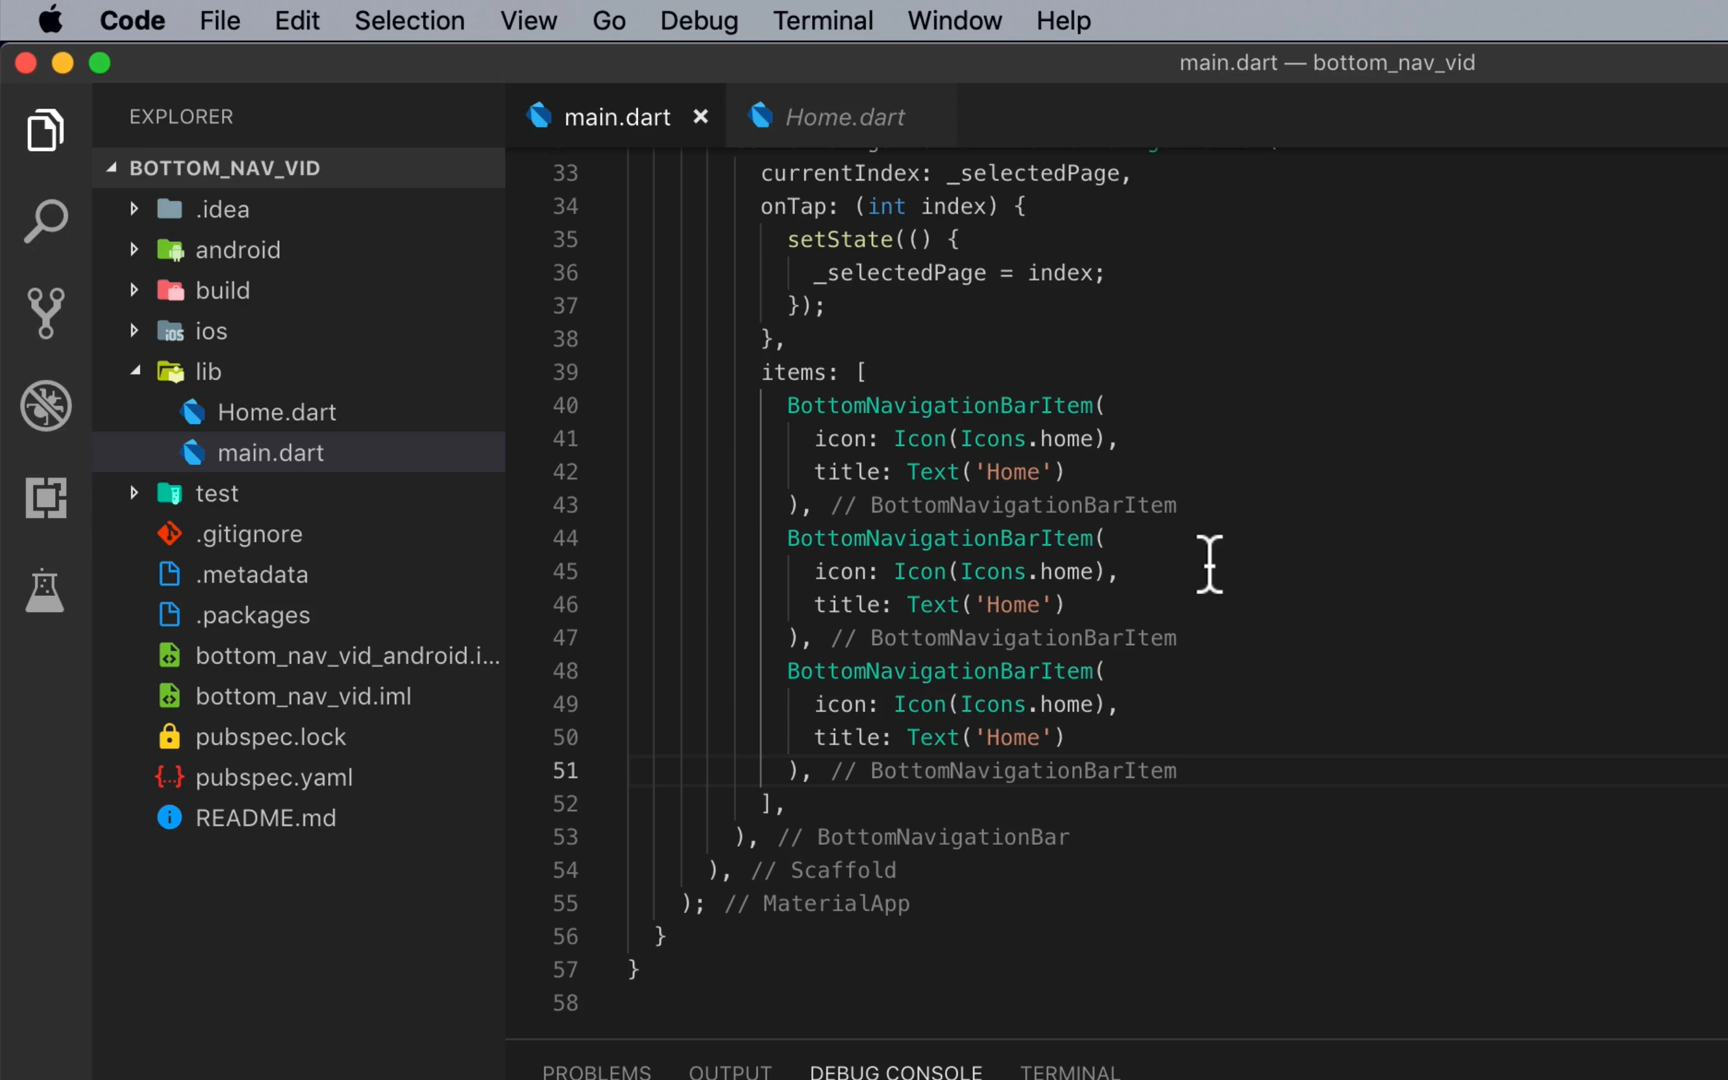 Code File Edit Selection View Go Debug Terminal Window Help
main.dart — bottom_nav_vid
EXPLORER
BOTTOM_NAV_VID
.idea
android
build
ios
lib
Home.dart
main.dart
test
.gitignore
.metadata
.packages
bottom_nav_vid_android.i...
bottom_nav_vid.iml
pubspec.lock
pubspec.yaml
README.md
main.dart × Home.dart
33 currentIndex: _selectedPage,
34 onTap: (int index) {
35 setState(() {
36 _selectedPage = index;
37 });
38 },
39 items: [
40 BottomNavigationBarItem(
41 icon: Icon(Icons.home),
42 title: Text('Home')
43 ), // BottomNavigationBarItem
44 BottomNavigationBarItem(
45 icon: Icon(Icons.home),
46 title: Text('Home')
47 ), // BottomNavigationBarItem
48 BottomNavigationBarItem(
49 icon: Icon(Icons.home),
50 title: Text('Home')
51 ), // BottomNavigationBarItem
52 ],
53 ), // BottomNavigationBar
54 ), // Scaffold
55 ); // MaterialApp
56 }
57 }
58
PROBLEMS OUTPUT DEBUG CONSOLE TERMINAL